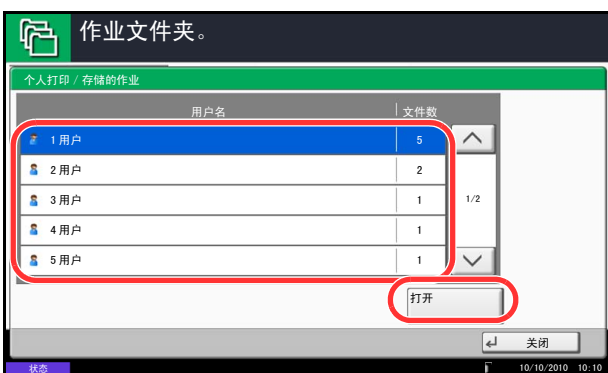 作业文件夹。
个人打印 / 存储的作业
用户名 文件数
1 用户 5
2 用户 2
3 用户 1
4 用户 1
5 用户 1
1/2
打开
关闭
状态 10/10/2010 10:10